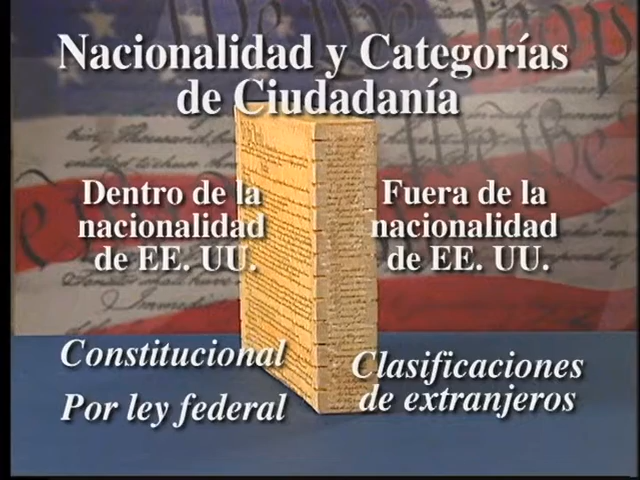 Nacionalidad y Categorías
de Ciudadanía
Dentro de la
nacionalidad
de EE. UU.
Fuera de la
nacionalidad
de EE. UU.
Constitucional
Por ley federal
Clasificaciones
de extranjeros